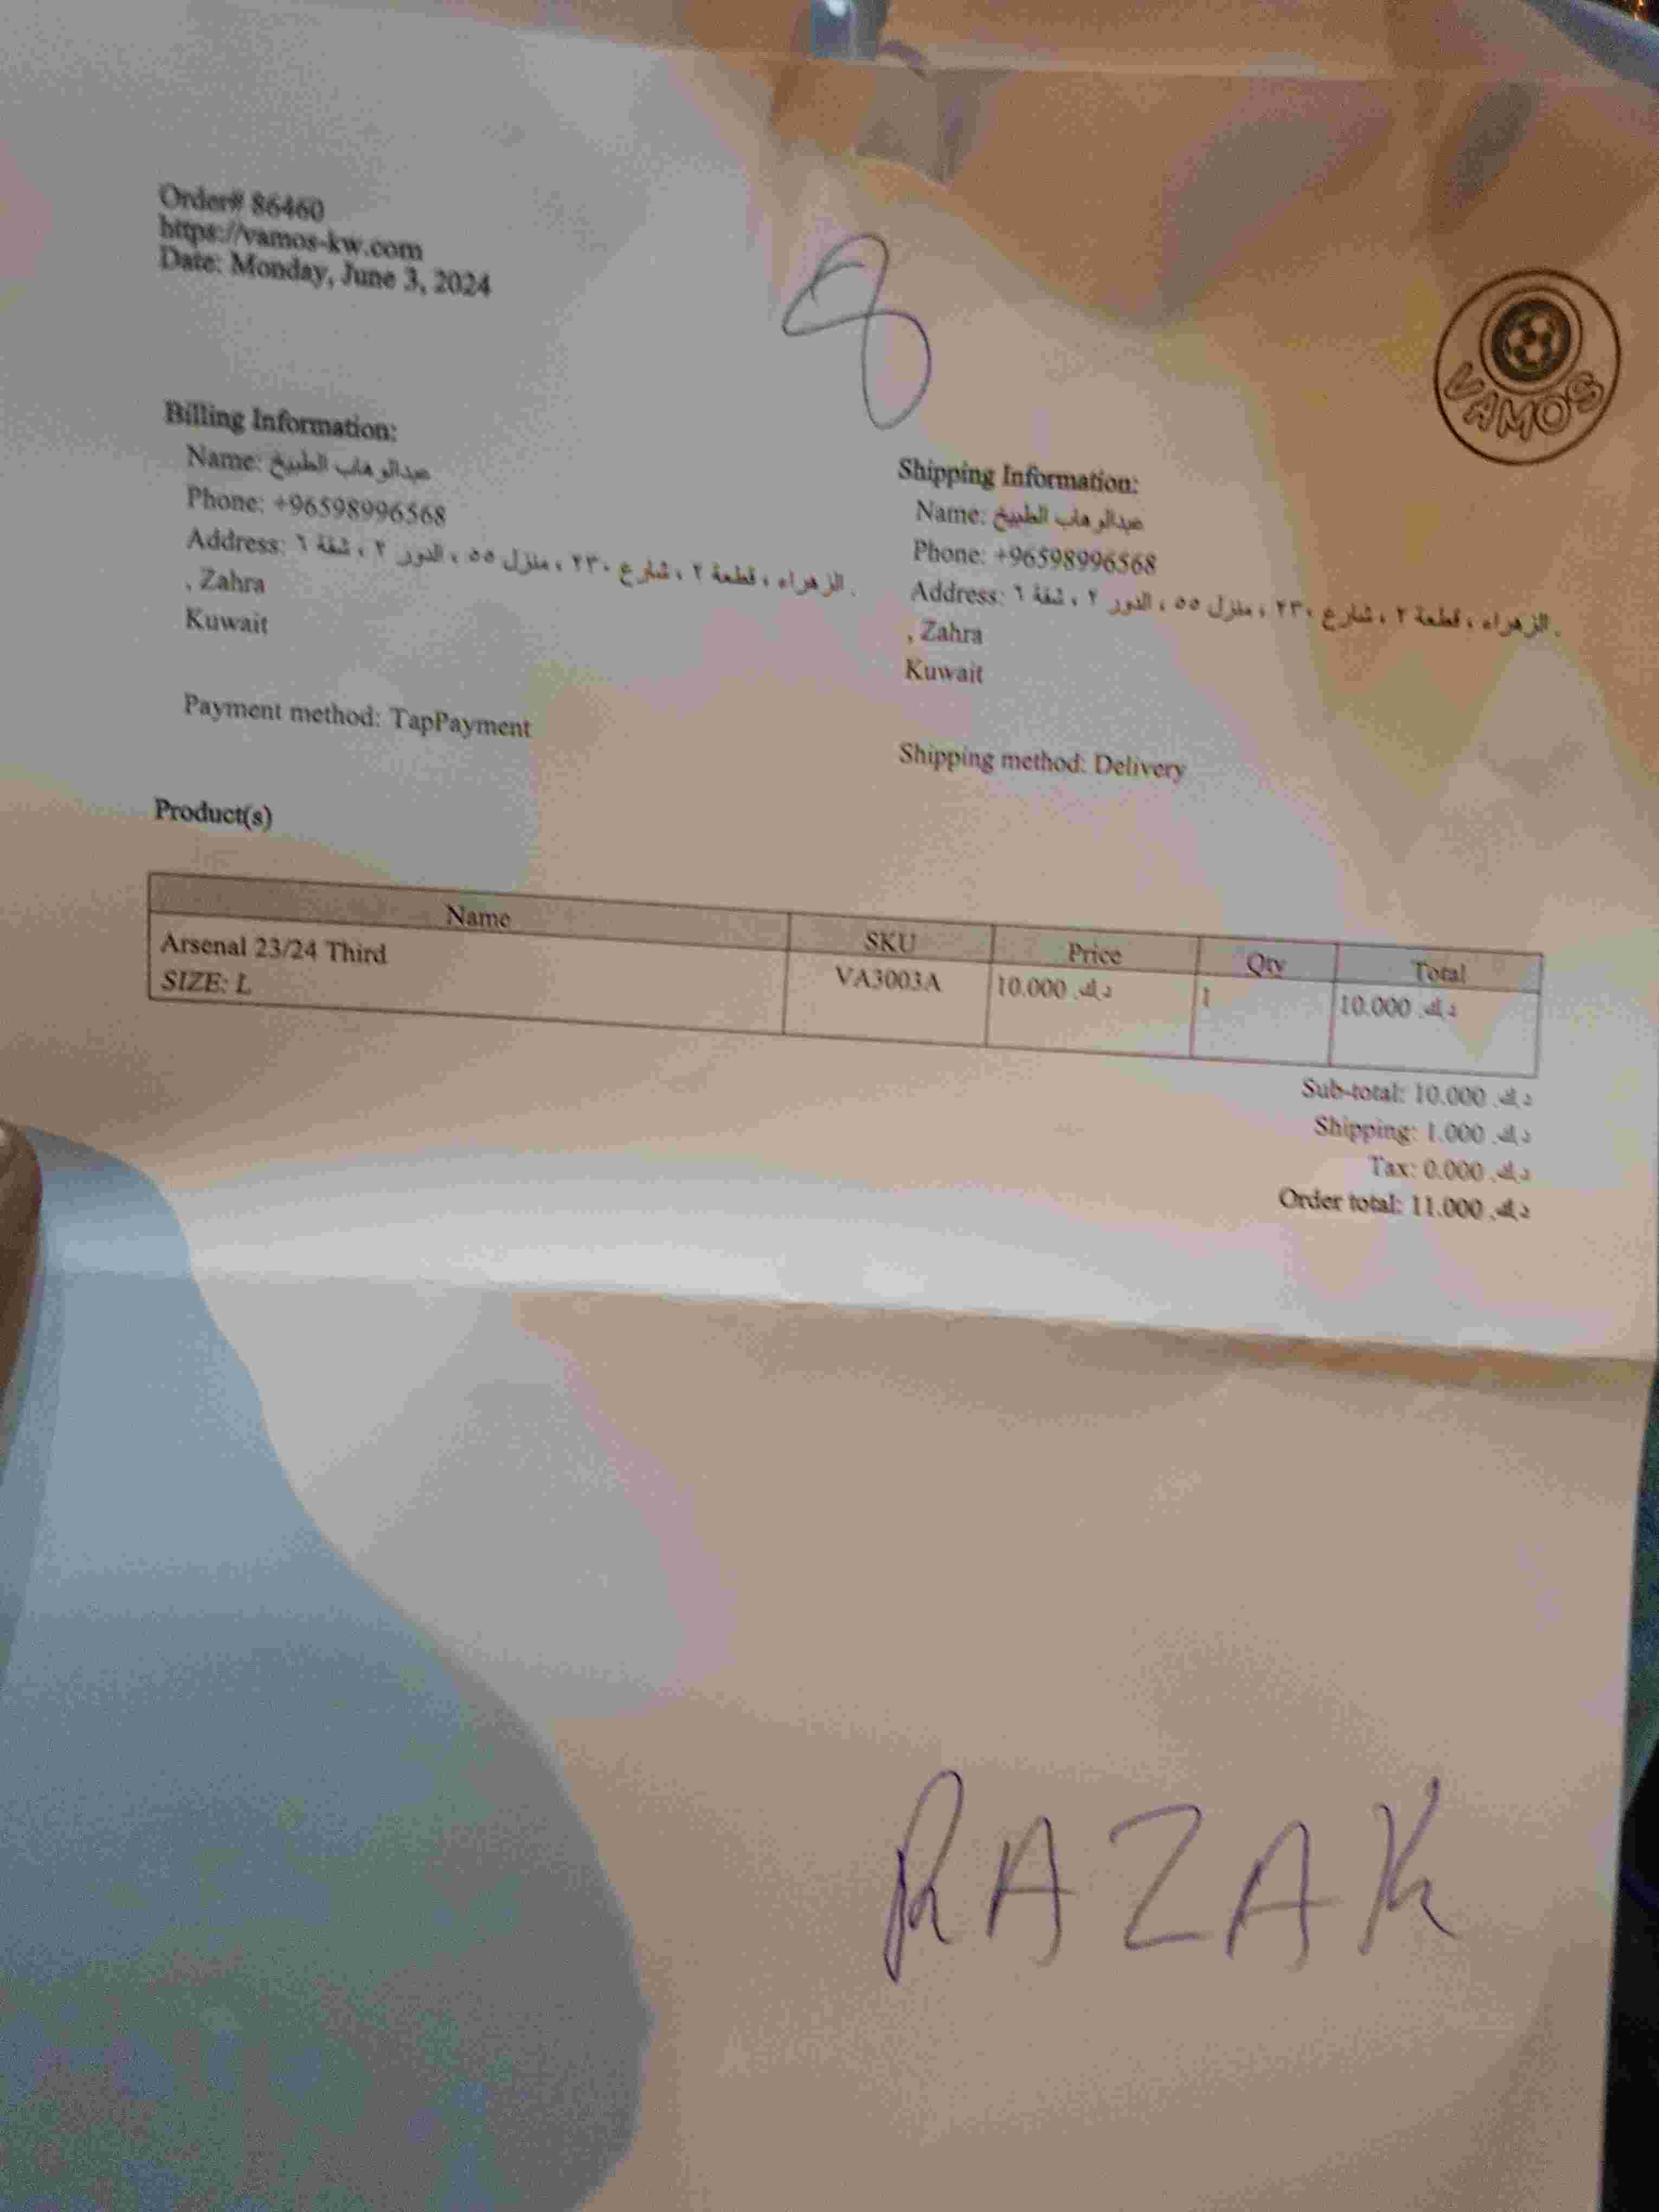 Order# 86460
https://vamos-kw.com
Date: Monday, June 3, 2024
8
VAMOS
Billing Information:
Name: عبدالوهاب الطبيخ
Phone: +96598996568
Address: الزهراء ، قطعة ٢ ، شارع ٢٣٠ ، منزل ٥٥ ، الدور ٢ ، شقة ٦ .
, Zahra
Kuwait
Payment method: TapPayment
Shipping Information:
Name: عبدالوهاب الطبيخ
Phone: +96598996568
Address: الزهراء ، قطعة ٢ ، شارع ٢٣٠ ، منزل ٥٥ ، الدور ٢ ، شقة ٦ .
, Zahra
Kuwait
Shipping method: Delivery
Product(s)
Name SKU Price Qty Total
Arsenal 23/24 Third VA3003A 10.000 د.ك. 1 10.000 د.ك.
SIZE: L
Sub-total: 10.000 د.ك.
Shipping: 1.000 د.ك.
Tax: 0.000 د.ك.
Order total: 11.000 د.ك.
RAZAK